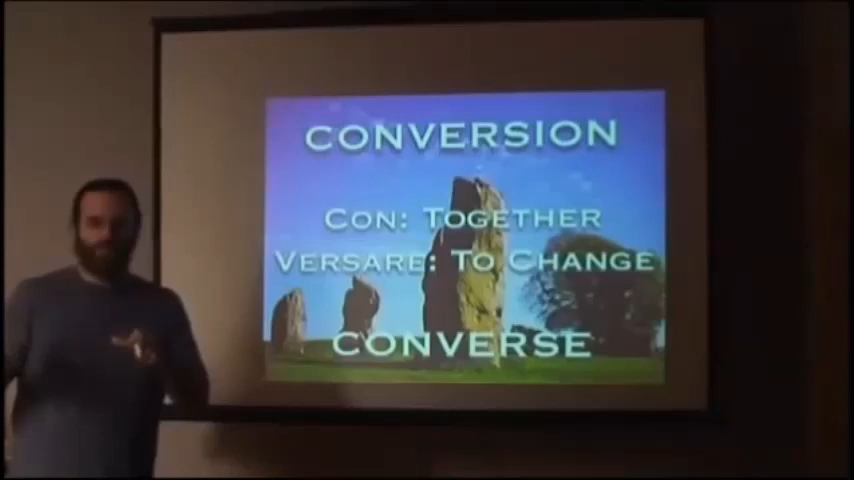 CONVERSION
CON: TOGETHER
VERSARE: TO CHANGE
CONVERSE